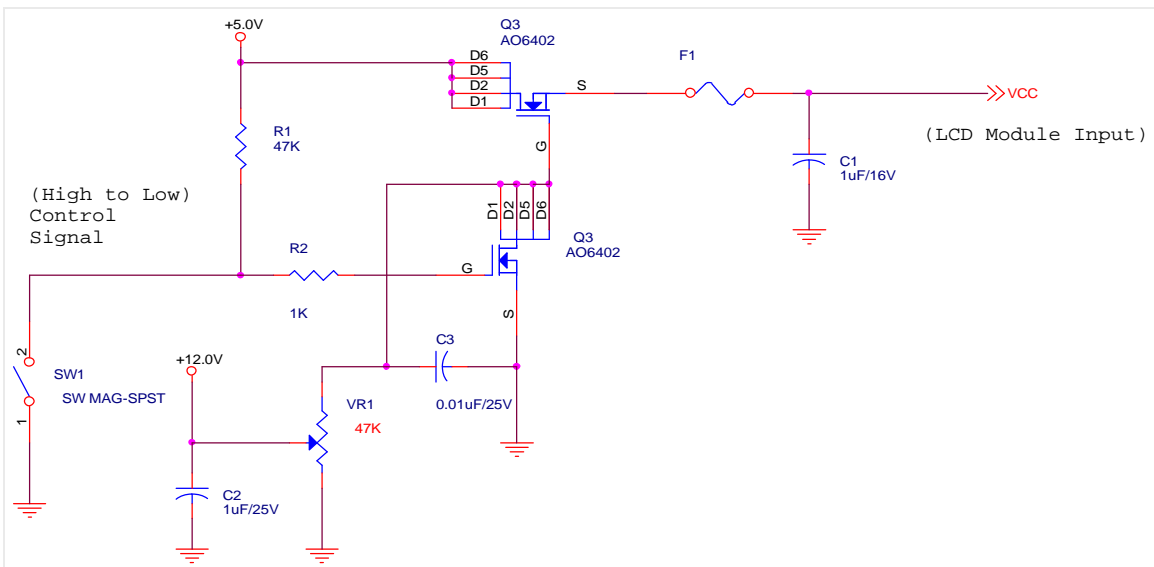 Q3
AO6402
+5.0V
D6
D5
D2
D1
S
G
F1
VCC
(LCD Module Input)
R1
47K
C1
1uF/16V
(High to Low)
Control
Signal
D1
D2
D5
D6
Q3
AO6402
R2
1K
G
S
2
SW1
SW MAG-SPST
1
+12.0V
C3
0.01uF/25V
VR1
47K
C2
1uF/25V